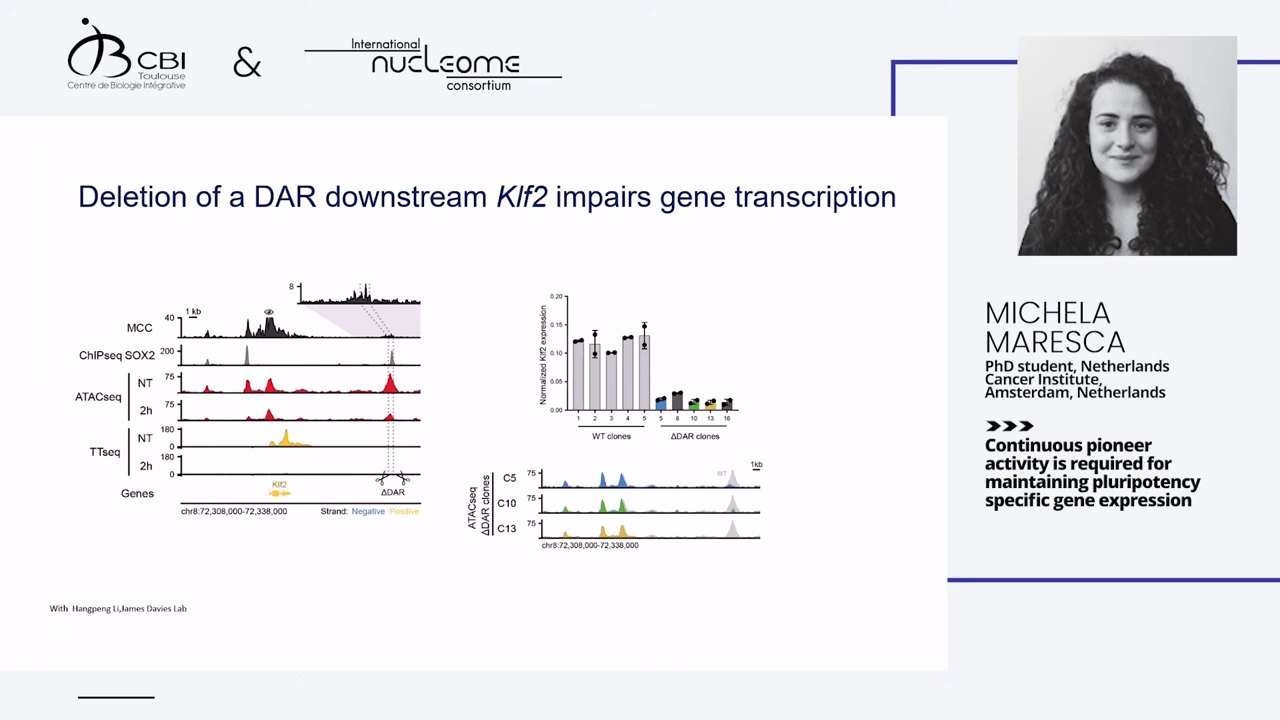 CBI
Toulouse
Centre de Biologie Intégrative
&
International
nucleome
consortium
Deletion of a DAR downstream Klf2 impairs gene transcription
8
40
1 kb
MCC
ChIPseq SOX2
200
ATACseq
NT
75
2h
75
TTseq
NT
180
0
2h
180
0
Genes
Klf2
ΔDAR
chr8:72,308,000-72,338,000
Strand: Negative Positive
Normalized Klf2 expression
0.20
0.15
0.10
0.05
0.00
1 2 3 4 5 5 8 10 13 16
WT clones
ΔDAR clones
ATACseq
ΔDAR clones
C5
75
WT
1kb
C10
75
C13
75
chr8:72,308,000-72,338,000
With Hangpeng Li,James Davies Lab
MICHELA
MARESCA
PhD student, Netherlands
Cancer Institute,
Amsterdam, Netherlands
Continuous pioneer
activity is required for
maintaining pluripotency
specific gene expression